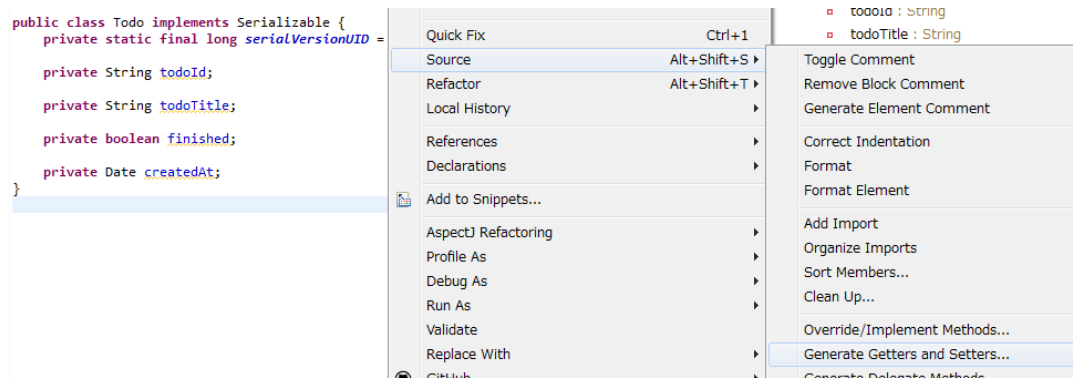 public class Todo implements Serializable {
private static final long serialVersionUID =
private String todoId;
private String todoTitle;
private boolean finished;
private Date createdAt;
}
Quick Fix Ctrl+1
Source Alt+Shift+S
Refactor Alt+Shift+T
Local History
References
Declarations
Add to Snippets...
AspectJ Refactoring
Profile As
Debug As
Run As
Validate
Replace With
GitHub
todoId : String
todoTitle : String
Toggle Comment
Remove Block Comment
Generate Element Comment
Correct Indentation
Format
Format Element
Add Import
Organize Imports
Sort Members...
Clean Up...
Override/Implement Methods...
Generate Getters and Setters...
Generate Delegate Methods...